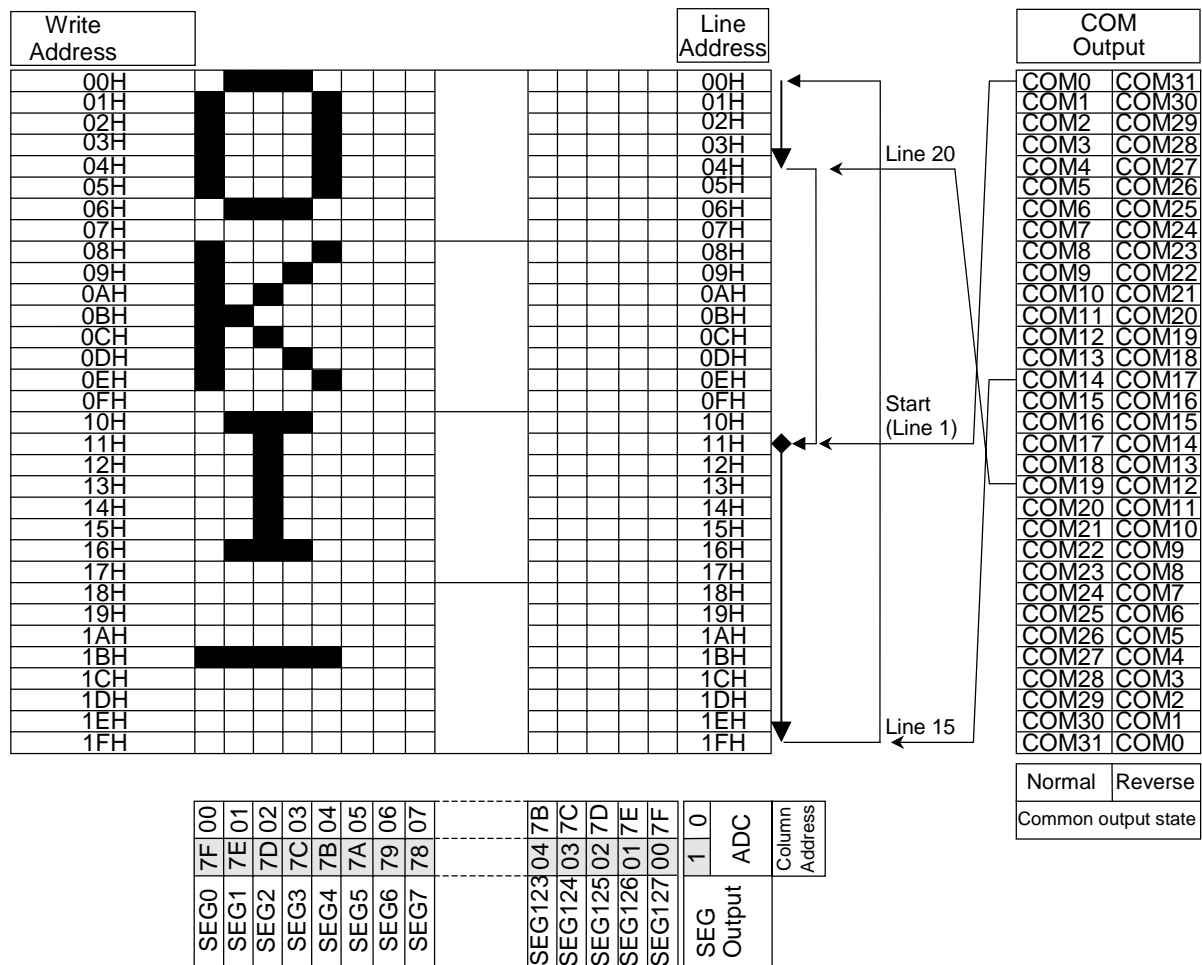 Write Address
Line Address
COM Output
00H 00H COM0 COM31
01H 01H COM1 COM30
02H 02H COM2 COM29
03H 03H COM3 COM28
04H 04H Line 20 COM4 COM27
05H 05H COM5 COM26
06H 06H COM6 COM25
07H 07H COM7 COM24
08H 08H COM8 COM23
09H 09H COM9 COM22
0AH 0AH COM10 COM21
0BH 0BH COM11 COM20
0CH 0CH COM12 COM19
0DH 0DH COM13 COM18
0EH 0EH COM14 COM17
0FH 0FH COM15 COM16
10H 10H Start (Line 1) COM16 COM15
11H 11H COM17 COM14
12H 12H COM18 COM13
13H 13H COM19 COM12
14H 14H COM20 COM11
15H 15H COM21 COM10
16H 16H COM22 COM9
17H 17H COM23 COM8
18H 18H COM24 COM7
19H 19H COM25 COM6
1AH 1AH COM26 COM5
1BH 1BH COM27 COM4
1CH 1CH COM28 COM3
1DH 1DH COM29 COM2
1EH 1EH COM30 COM1
1FH 1FH Line 15 COM31 COM0
Normal Reverse
Common output state
00 01 02 03 04 05 06 07 7B 7C 7D 7E 7F 0 ADC Column Address
7F 7E 7D 7C 7B 7A 79 78 04 03 02 01 00 1
SEG0 SEG1 SEG2 SEG3 SEG4 SEG5 SEG6 SEG7 SEG123 SEG124 SEG125 SEG126 SEG127 SEG Output